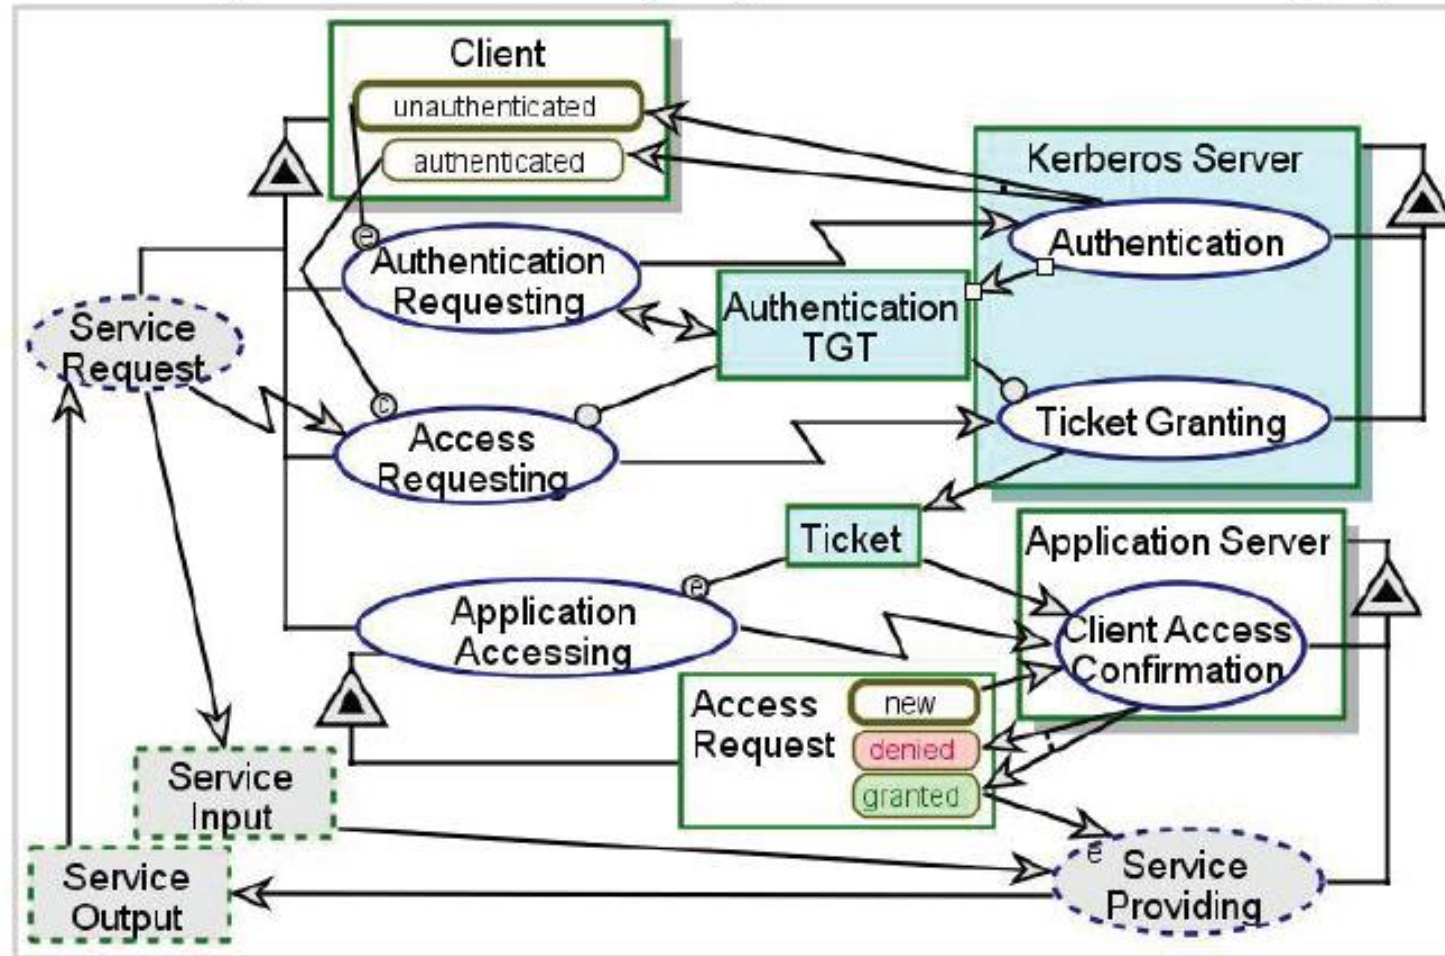 Client
unauthenticated
authenticated
Kerberos Server
Authentication
e
Authentication
Requesting
Authentication
TGT
Service
Request
c
Access
Requesting
Ticket Granting
Ticket
Application Server
e
Application
Accessing
Client Access
Confirmation
Access
Request
new
denied
granted
Service
Input
e
Service
Providing
Service
Output